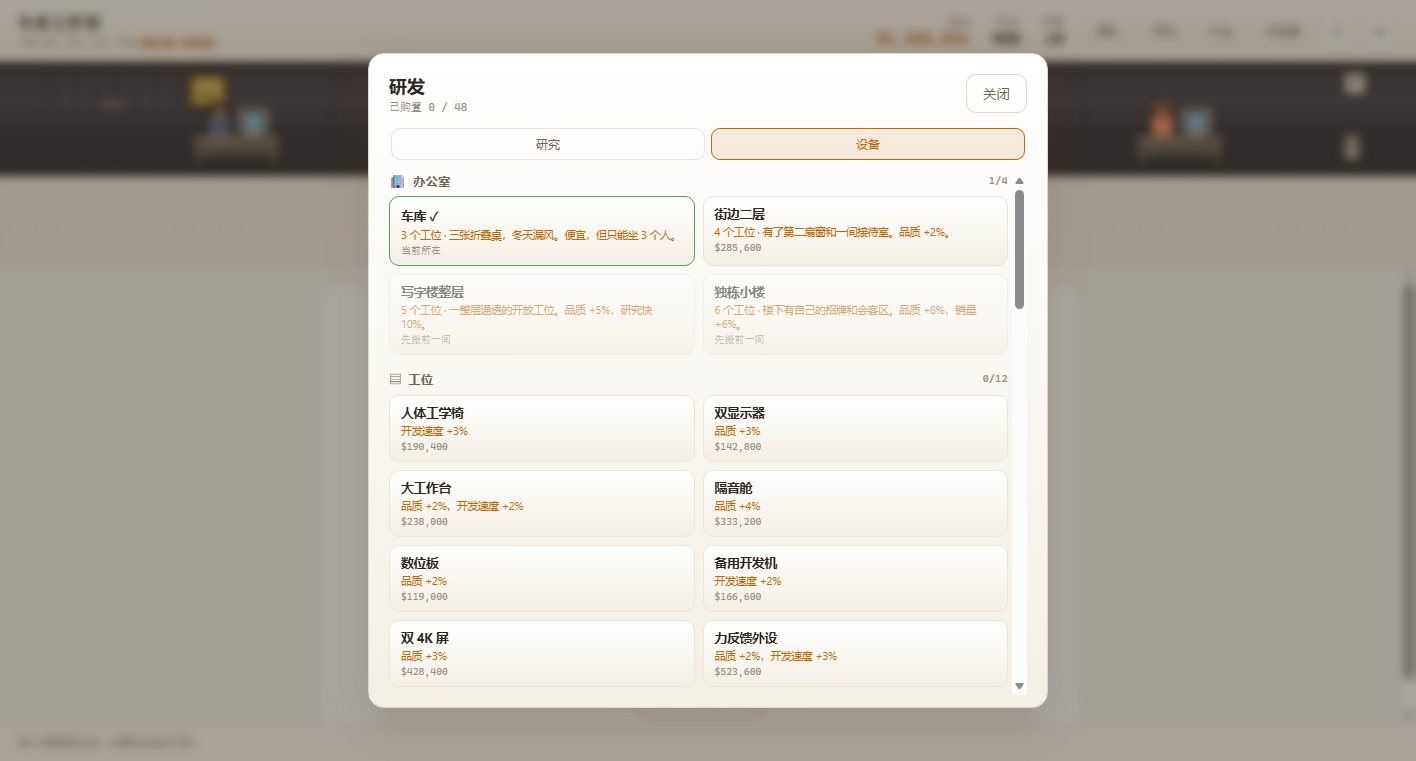 研发
已购置 0 / 48
关闭
研究
设备
办公室
1/4
车库 ✓
3 个工位 · 三张折叠桌，冬天漏风。便宜，但只能坐 3 个人。
当前所在
街边二层
4 个工位 · 有了第二扇窗和一间接待室。品质 +2%。
$285,600
写字楼整层
5 个工位 · 一整层通透的开放工位。品质 +5%，研究快
10%。
先搬前一间
独栋小楼
6 个工位 · 楼下有自己的招牌和会客区。品质 +8%，销量
+6%。
先搬前一间
工位
0/12
人体工学椅
开发速度 +3%
$190,400
双显示器
品质 +3%
$142,800
大工作台
品质 +2%，开发速度 +2%
$238,000
隔音舱
品质 +4%
$333,200
数位板
品质 +2%
$119,000
备用开发机
开发速度 +2%
$166,600
双 4K 屏
品质 +3%
$428,400
力反馈外设
品质 +2%，开发速度 +3%
$523,600